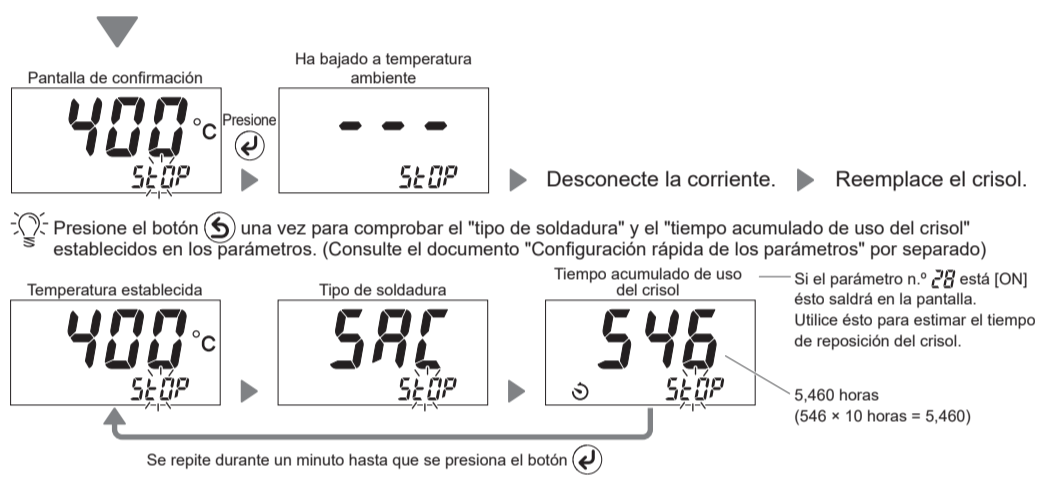 Pantalla de confirmación
400 °C
StOP
Presione
Ha bajado a temperatura
ambiente
- - -
StOP
Desconecte la corriente.
Reemplace el crisol.
Presione el botón una vez para comprobar el "tipo de soldadura" y el "tiempo acumulado de uso del crisol"
establecidos en los parámetros. (Consulte el documento "Configuración rápida de los parámetros" por separado)
Temperatura establecida
400 °C
StOP
Tipo de soldadura
SAC
StOP
Tiempo acumulado de uso
del crisol
546
StOP
Si el parámetro n.º 28 está [ON]
ésto saldrá en la pantalla.
Utilice ésto para estimar el tiempo
de reposición del crisol.
5,460 horas
(546 × 10 horas = 5,460)
Se repite durante un minuto hasta que se presiona el botón